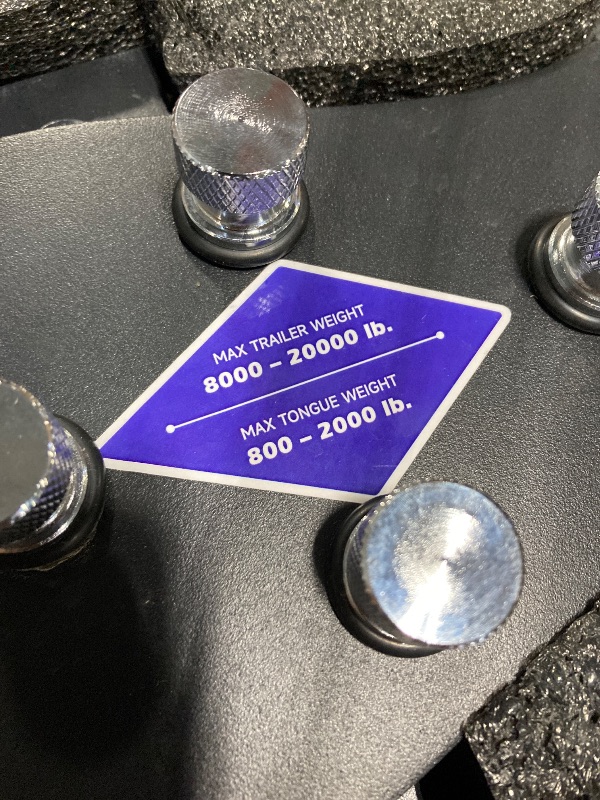 MAX TRAILER WEIGHT
8000 – 20000 lb.
MAX TONGUE WEIGHT
800 – 2000 lb.